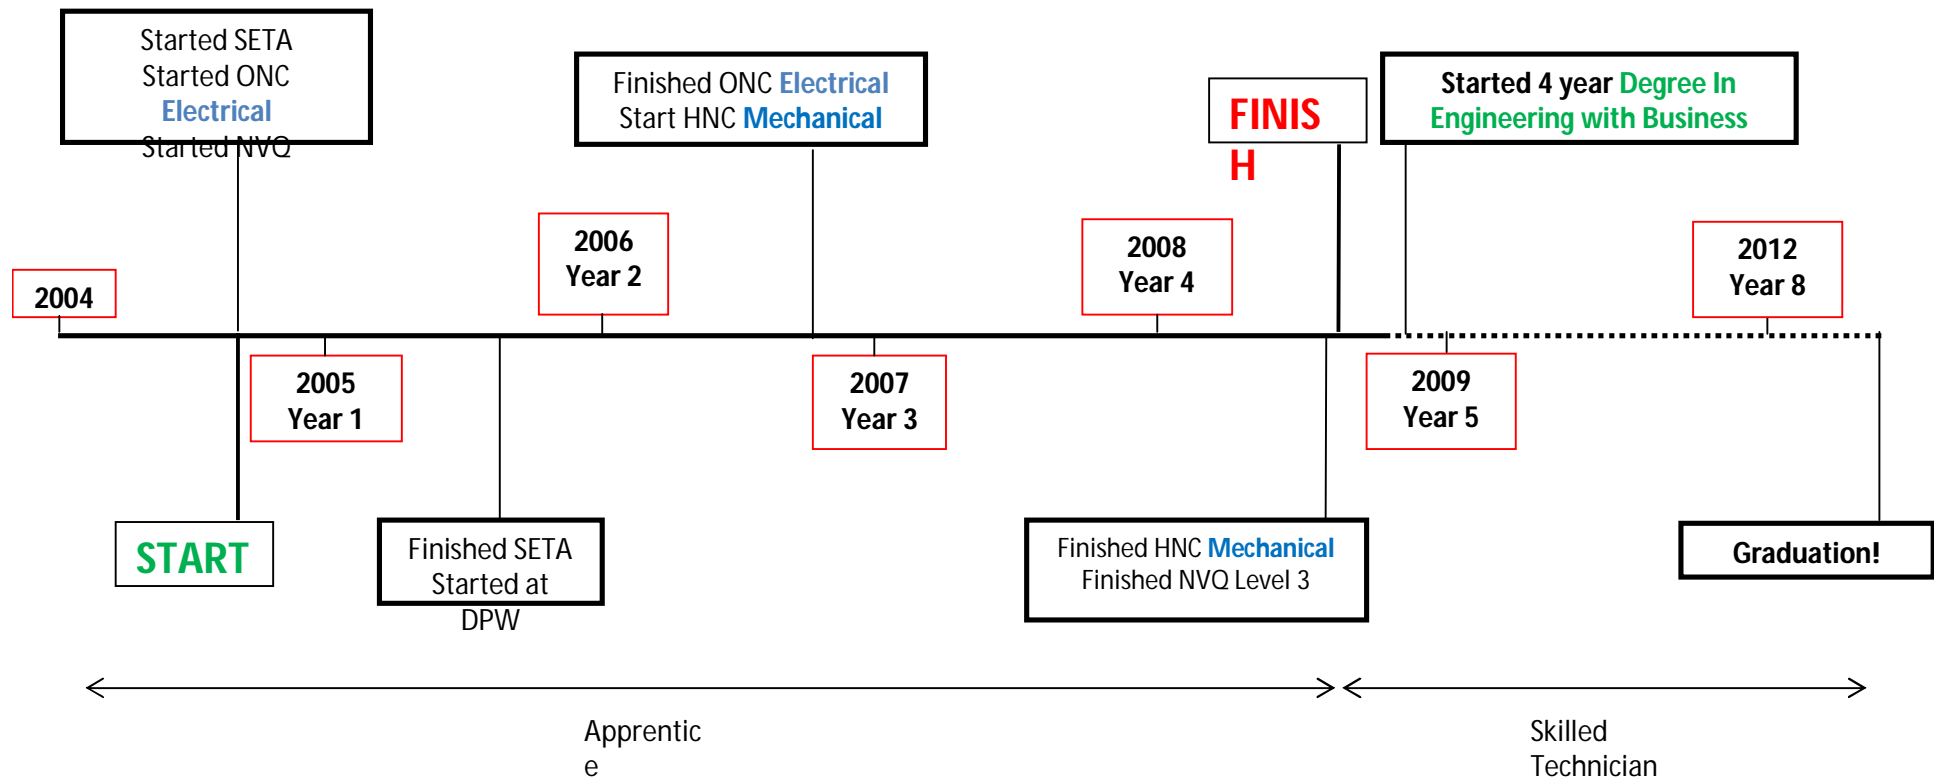 Started SETA
Started ONC
Electrical
Started NVQ
Finished ONC Electrical
Start HNC Mechanical
FINIS
H
Started 4 year Degree In
Engineering with Business
2004
2006
Year 2
2008
Year 4
2012
Year 8
2005
Year 1
2007
Year 3
2009
Year 5
START
Finished SETA
Started at
DPW
Finished HNC Mechanical
Finished NVQ Level 3
Graduation!
Apprentic
e
Skilled
Technician